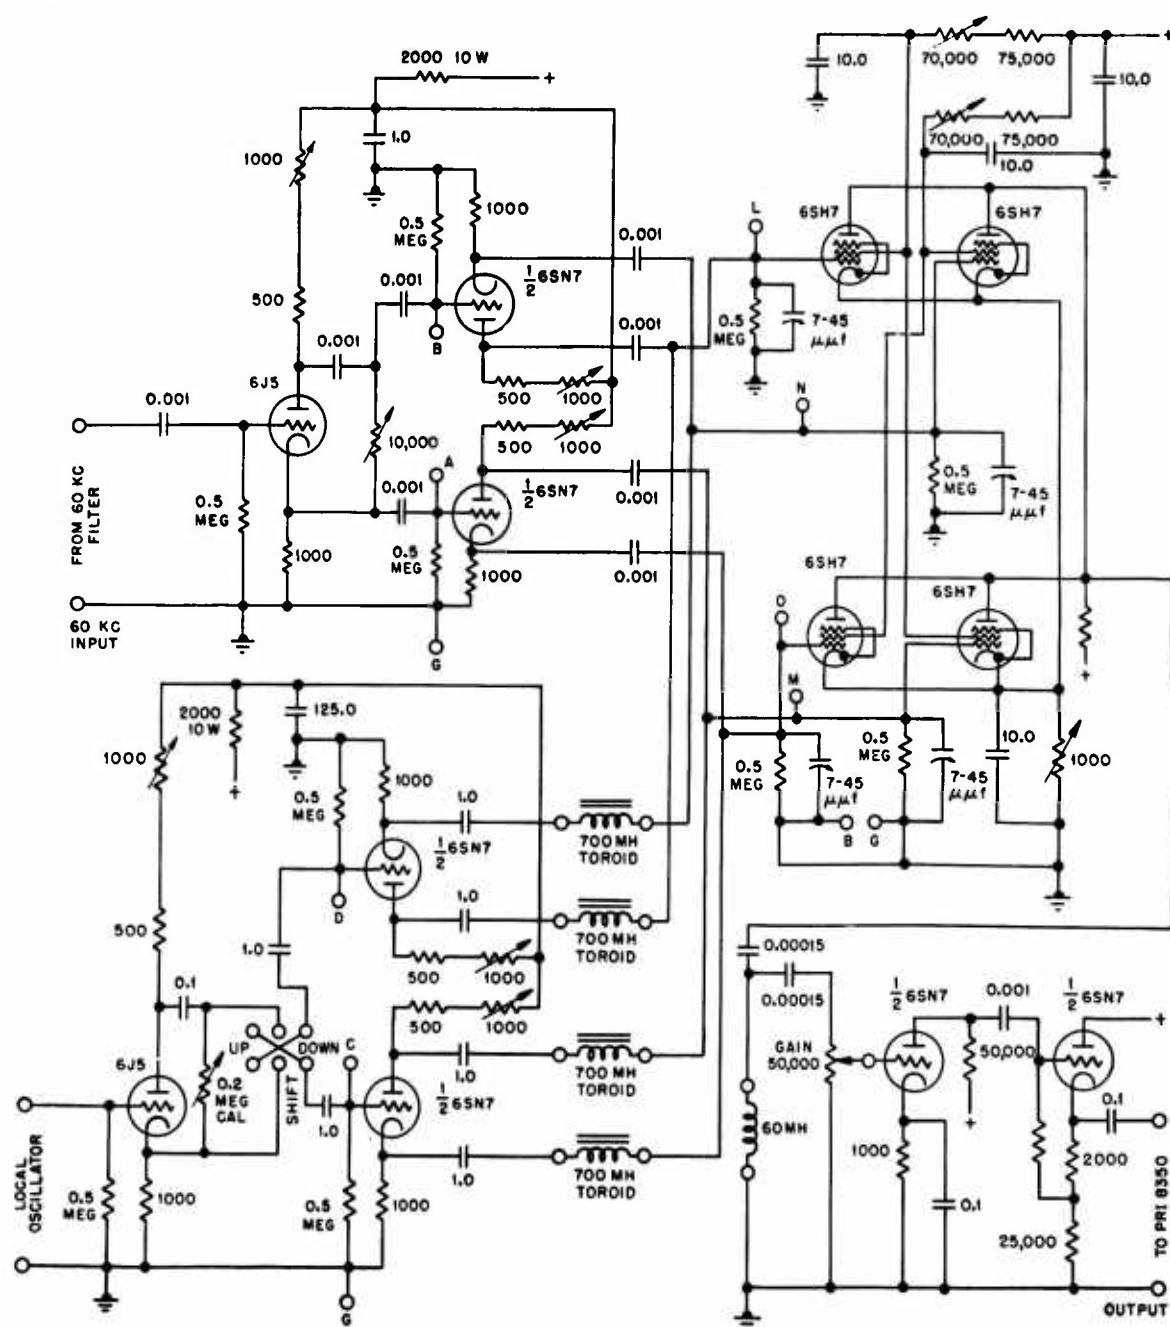 2000 10 W
+
1.0
1000
0.5
MEG
1000
0.001
1/2 6SN7
0.001
B
500
0.001
0.001
500 1000
500 1000
6J5
0.001
10,000
A
0.001
1/2 6SN7
0.001
FROM 60 KC
FILTER
0.5
MEG
1000
0.5
MEG
1000
0.001
60 KC
INPUT
G
10.0
70,000
75,000
+
10.0
70,000
75,000
10.0
L
6SH7
6SH7
0.5
MEG
7-45
μμf
N
0.5
MEG
7-45
μμf
6SH7
6SH7
O
+
M
0.5
MEG
7-45
μμf
0.5
MEG
7-45
μμf
10.0
1000
B
G
2000
10 W
+
125.0
1000
0.5
MEG
1000
1.0
1/2 6SN7
700 MH
TOROID
D
1.0
700 MH
TOROID
500
1.0
500
1000
0.1
500
1000
UP
DOWN
SHIFT
C
6J5
0.2
MEG
CAL
1.0
1.0
1/2 6SN7
700 MH
TOROID
1.0
700 MH
TOROID
LOCAL
OSCILLATOR
0.5
MEG
1000
0.5
MEG
1000
G
0.00015
0.00015
GAIN
50,000
60 MH
1/2 6SN7
0.001
1/2 6SN7
+
50,000
+
0.1
1000
0.1
2000
25,000
TO PRI 8350
OUTPUT